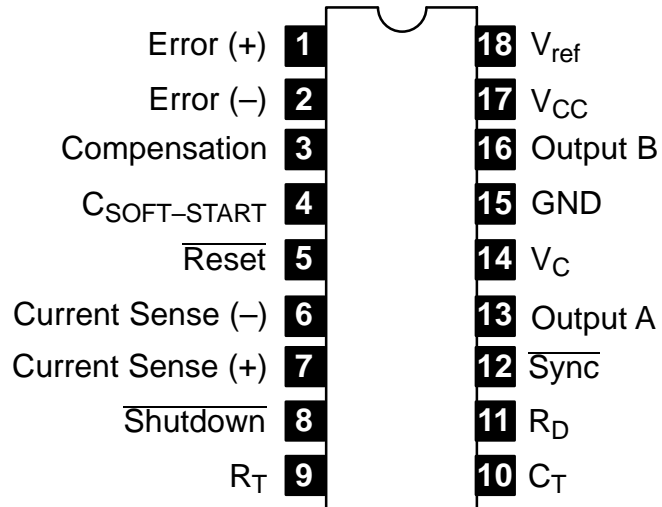 Error (+) 1 18 Vref
Error (–) 2 17 VCC
Compensation 3 16 Output B
CSOFT–START 4 15 GND
Reset 5 14 VC
Current Sense (–) 6 13 Output A
Current Sense (+) 7 12 Sync
Shutdown 8 11 RD
RT 9 10 CT